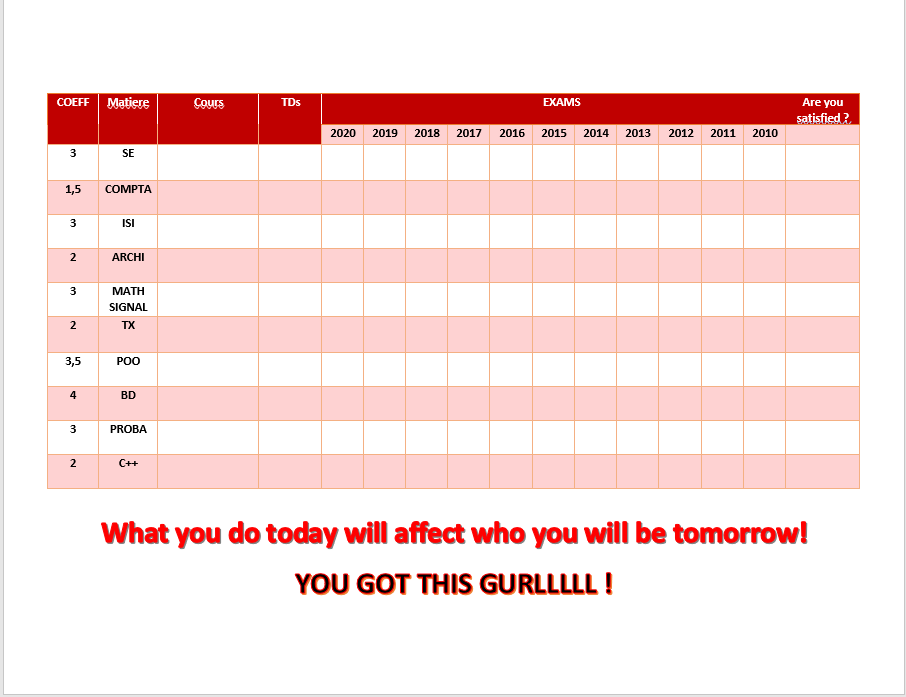 COEFF Matiere Cours TDs EXAMS Are you
satisfied ?
2020 2019 2018 2017 2016 2015 2014 2013 2012 2011 2010
3 SE
1,5 COMPTA
3 ISI
2 ARCHI
3 MATH
SIGNAL
2 TX
3,5 POO
4 BD
3 PROBA
2 C++
What you do today will affect who you will be tomorrow!
YOU GOT THIS GURLLLLL !